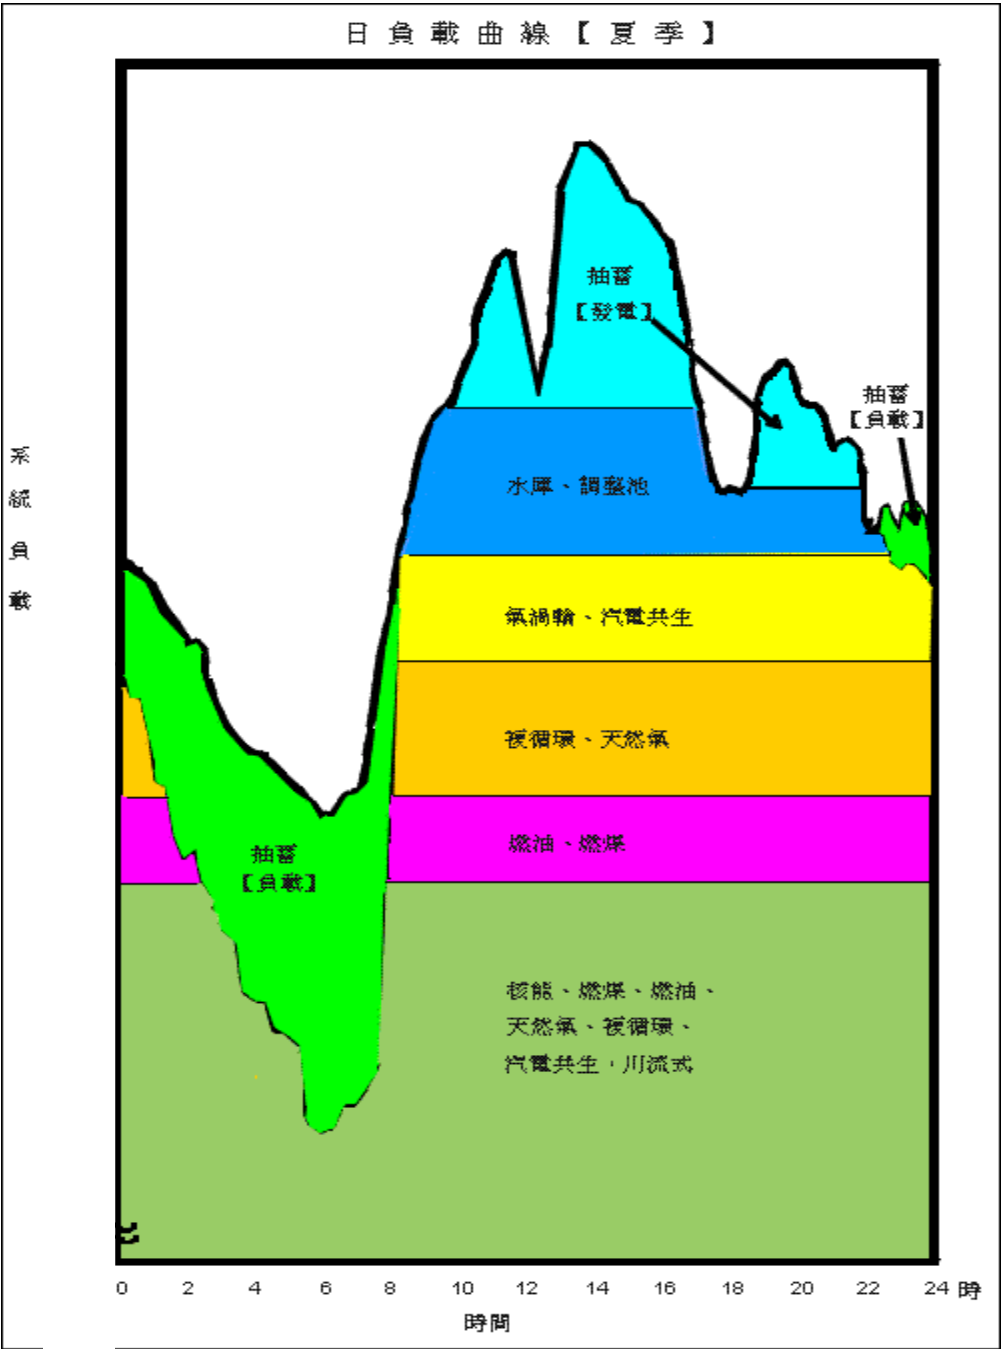 日負載曲線【夏季】
抽蓄
【發電】
抽蓄
【負載】
系
統
負
載
水庫、調整池
氣渦輪、汽電共生
複循環、天然氣
燃油、燃煤
抽蓄
【負載】
核能、燃煤、燃油、
天然氣、複循環、
汽電共生，川流式
0 2 4 6 8 10 12 14 16 18 20 22 24 時
時間